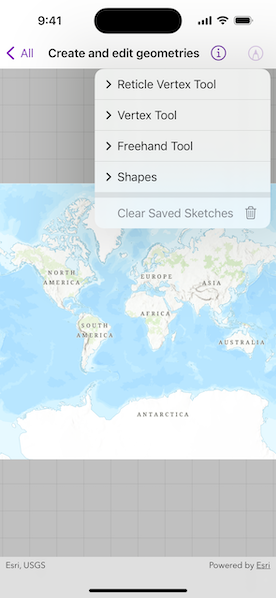 9:41
All
Create and edit geometries
Reticle Vertex Tool
Vertex Tool
Freehand Tool
Shapes
Clear Saved Sketches
NORTH
AMERICA
EUROPE
ASIA
AFRICA
SOUTH
AMERICA
AUSTRALIA
ANTARCTICA
Esri, USGS
Powered by Esri